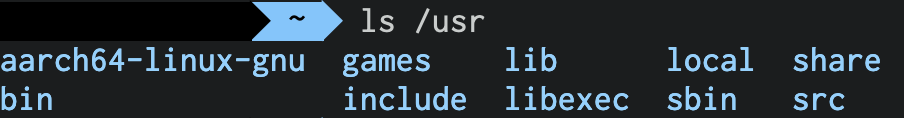 ~ ls /usr
aarch64-linux-gnu games lib local share
bin include libexec sbin src